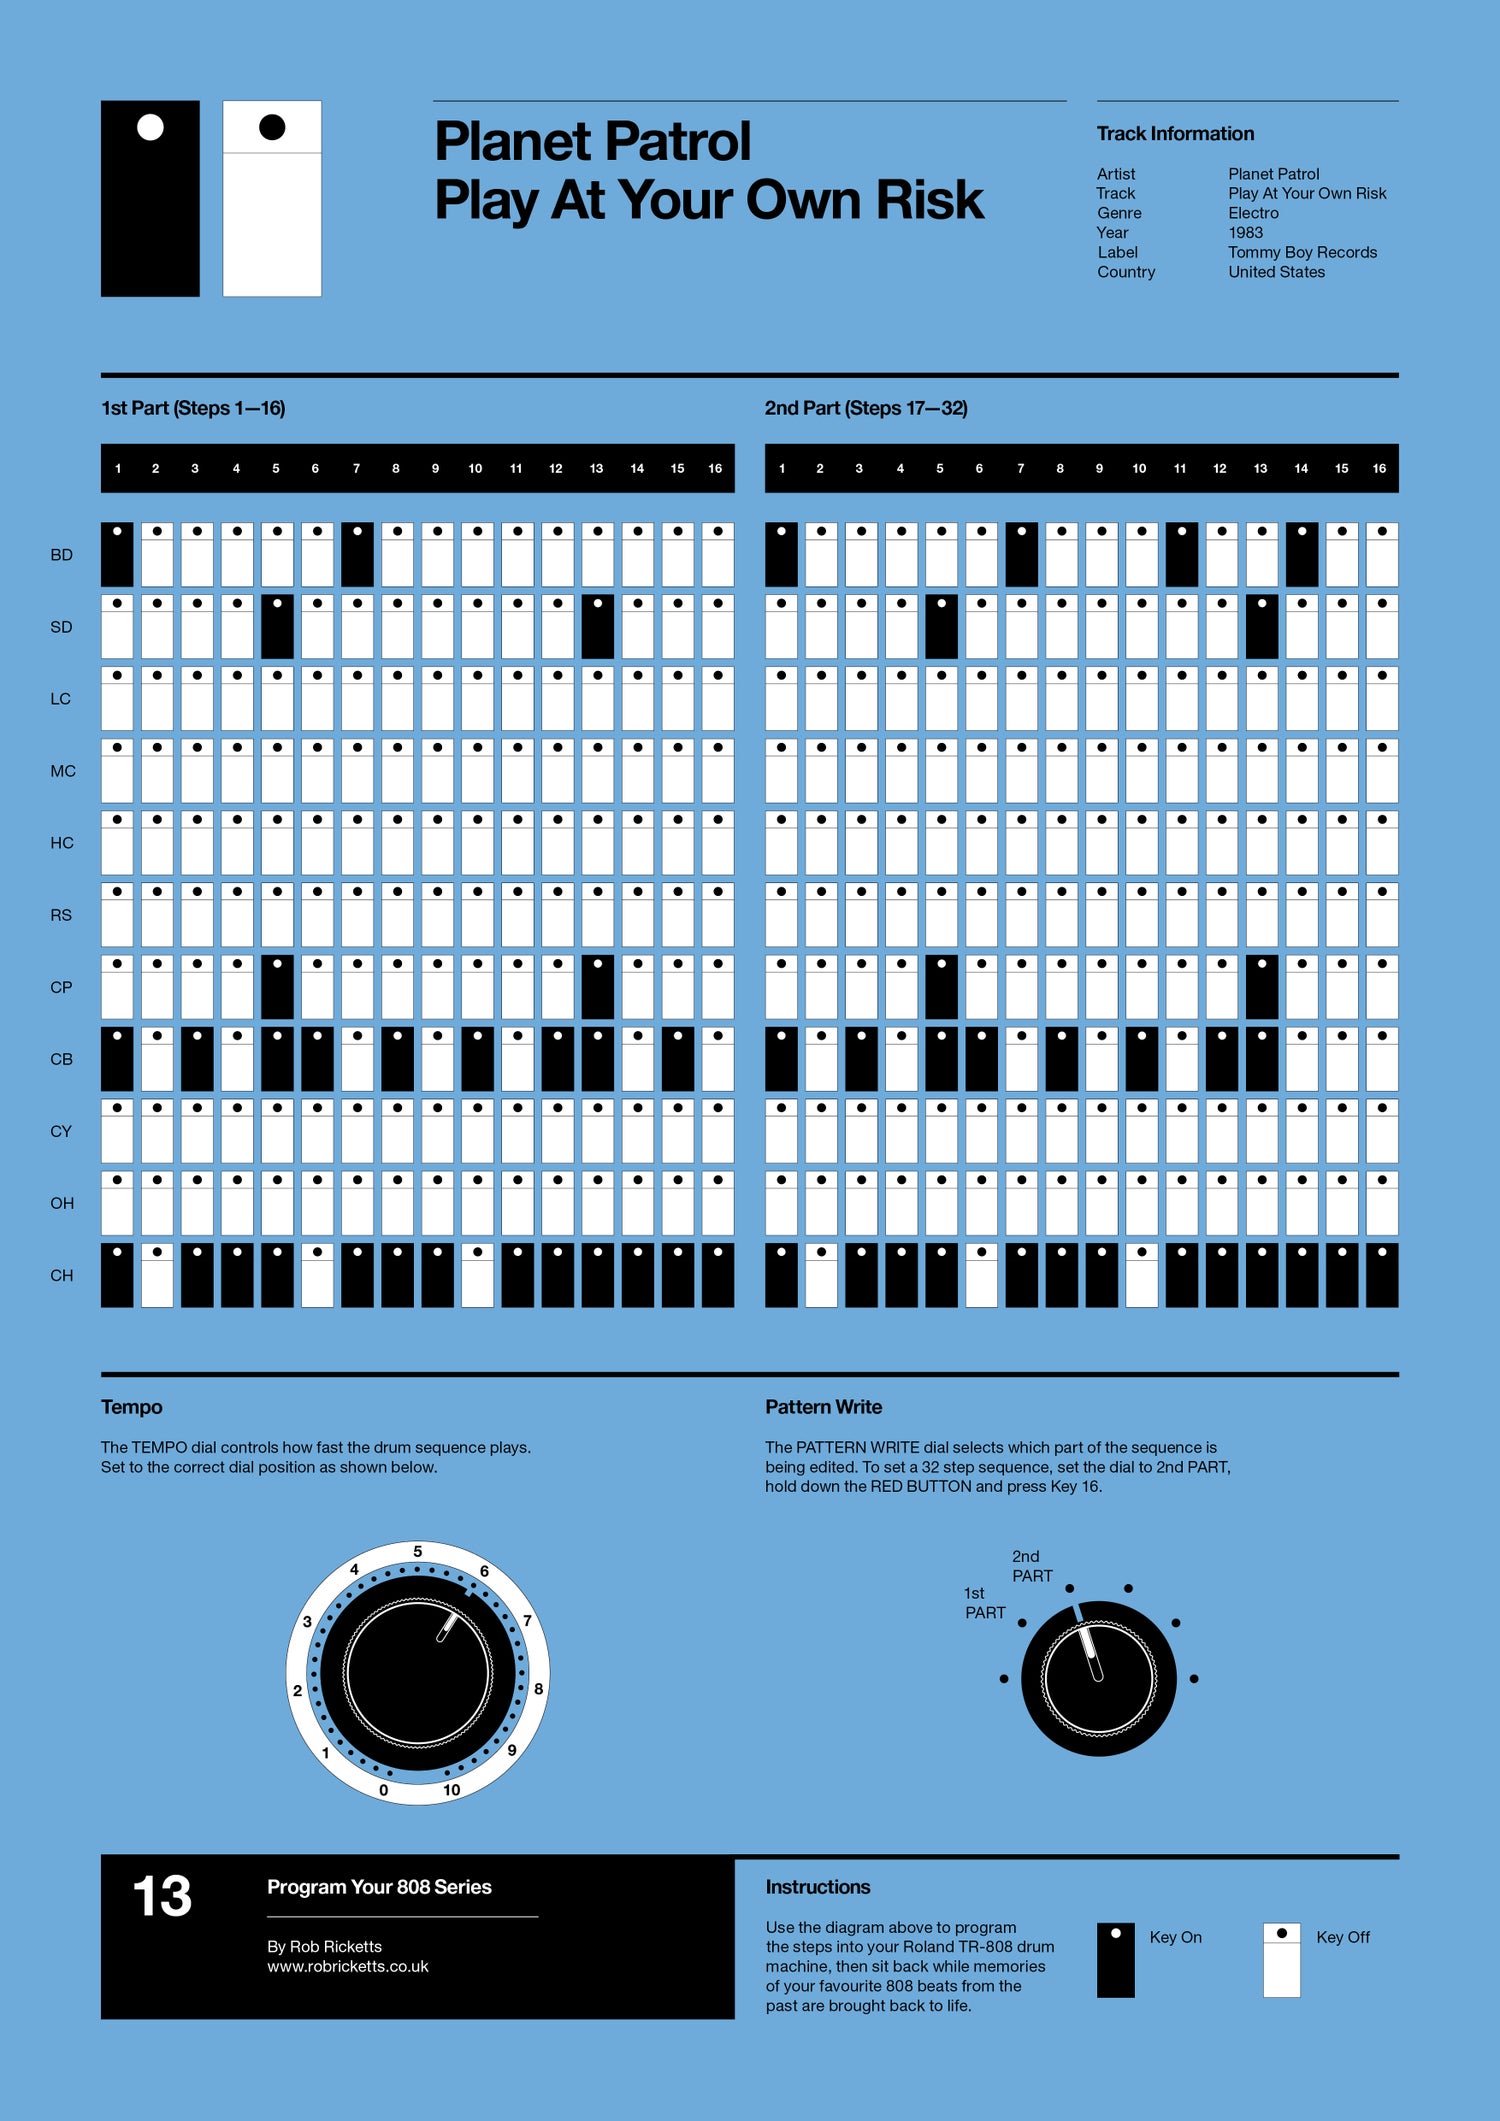 Planet Patrol
Play At Your Own Risk
Track Information
Artist Planet Patrol
Track Play At Your Own Risk
Genre Electro
Year 1983
Label Tommy Boy Records
Country United States
1st Part (Steps 1—16)
1 2 3 4 5 6 7 8 9 10 11 12 13 14 15 16
2nd Part (Steps 17—32)
1 2 3 4 5 6 7 8 9 10 11 12 13 14 15 16
BD
SD
LC
MC
HC
RS
CP
CB
CY
OH
CH
Tempo
The TEMPO dial controls how fast the drum sequence plays.
Set to the correct dial position as shown below.
0 1 2 3 4 5 6 7 8 9 10
Pattern Write
The PATTERN WRITE dial selects which part of the sequence is
being edited. To set a 32 step sequence, set the dial to 2nd PART,
hold down the RED BUTTON and press Key 16.
2nd
PART
1st
PART
13
Program Your 808 Series
By Rob Ricketts
www.robricketts.co.uk
Instructions
Use the diagram above to program
the steps into your Roland TR-808 drum
machine, then sit back while memories
of your favourite 808 beats from the
past are brought back to life.
Key On
Key Off